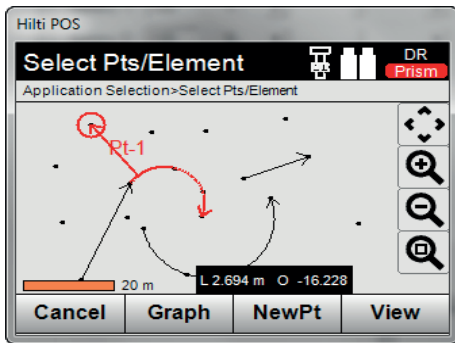 Hilti POS
Select Pts/Element
DR
Prism
Application Selection>Select Pts/Element
Pt-1
20 m
L 2.694 m O -16.228
Cancel Graph NewPt View